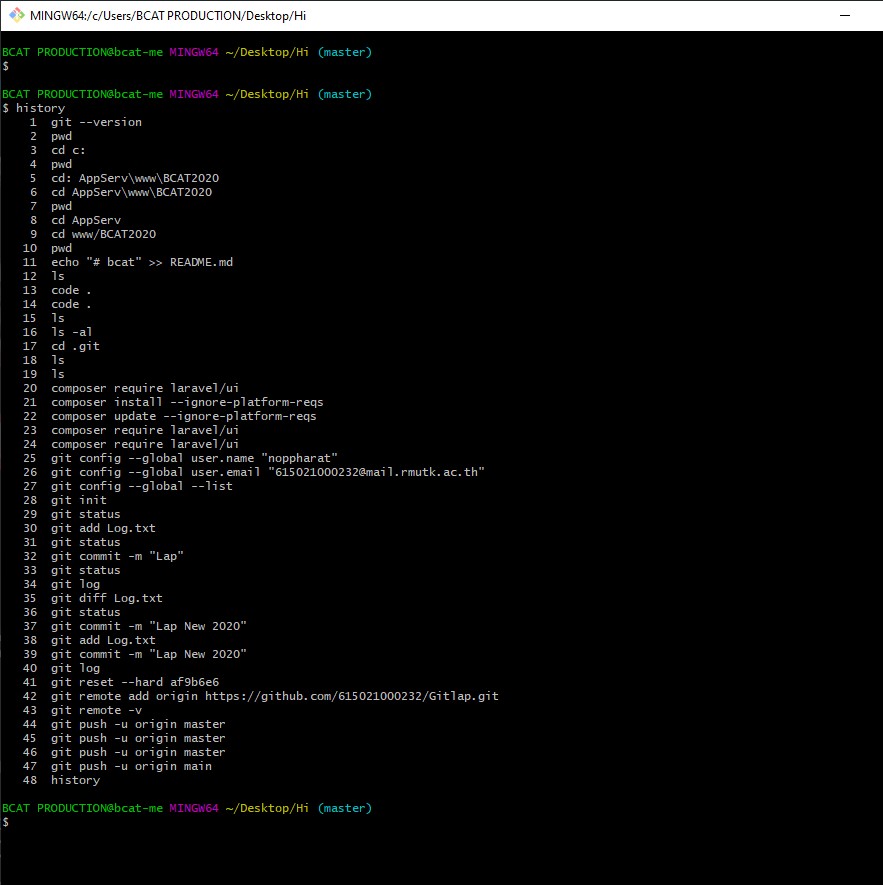 MINGW64:/c/Users/BCAT PRODUCTION/Desktop/Hi
BCAT PRODUCTION@bcat-me MINGW64 ~/Desktop/Hi (master)
$
BCAT PRODUCTION@bcat-me MINGW64 ~/Desktop/Hi (master)
$ history
1 git --version
2 pwd
3 cd c:
4 pwd
5 cd: AppServ\www\BCAT2020
6 cd AppServ\www\BCAT2020
7 pwd
8 cd AppServ
9 cd www/BCAT2020
10 pwd
11 echo "# bcat" >> README.md
12 ls
13 code .
14 code .
15 ls
16 ls -al
17 cd .git
18 ls
19 ls
20 composer require laravel/ui
21 composer install --ignore-platform-reqs
22 composer update --ignore-platform-reqs
23 composer require laravel/ui
24 composer require laravel/ui
25 git config --global user.name "noppharat"
26 git config --global user.email "615021000232@mail.rmutk.ac.th"
27 git config --global --list
28 git init
29 git status
30 git add Log.txt
31 git status
32 git commit -m "Lap"
33 git status
34 git log
35 git diff Log.txt
36 git status
37 git commit -m "Lap New 2020"
38 git add Log.txt
39 git commit -m "Lap New 2020"
40 git log
41 git reset --hard af9b6e6
42 git remote add origin https://github.com/615021000232/Gitlap.git
43 git remote -v
44 git push -u origin master
45 git push -u origin master
46 git push -u origin master
47 git push -u origin main
48 history
BCAT PRODUCTION@bcat-me MINGW64 ~/Desktop/Hi (master)
$